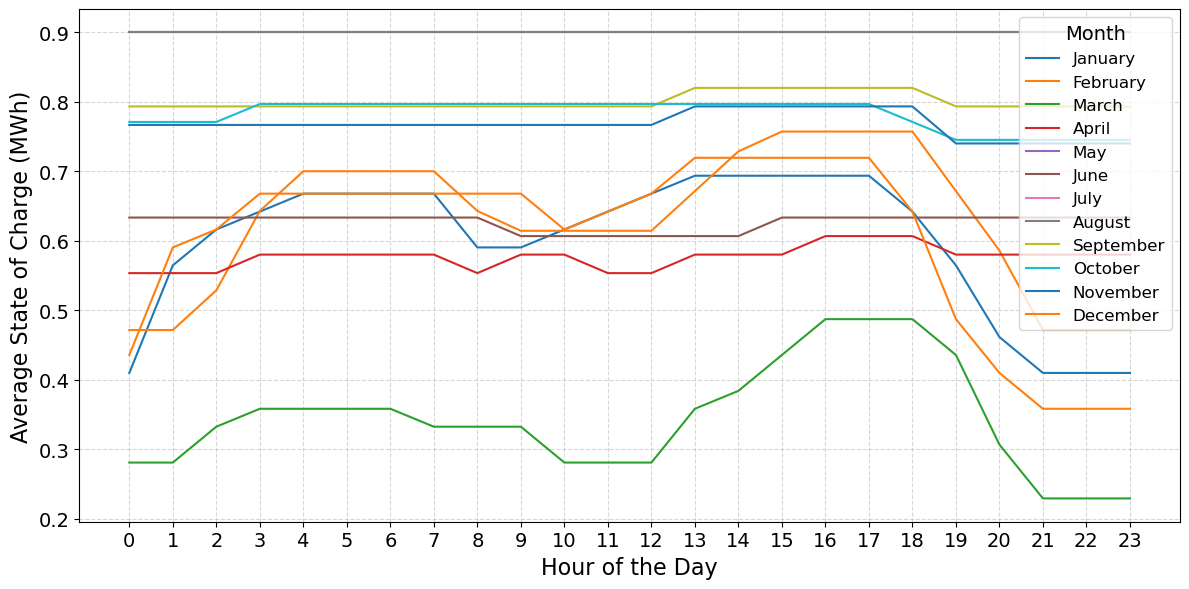 Average State of Charge (MWh)
0.9
0.8
0.7
0.6
0.5
0.4
0.3
0.2
0 1 2 3 4 5 6 7 8 9 10 11 12 13 14 15 16 17 18 19 20 21 22 23
Hour of the Day
Month
January
February
March
April
May
June
July
August
September
October
November
December